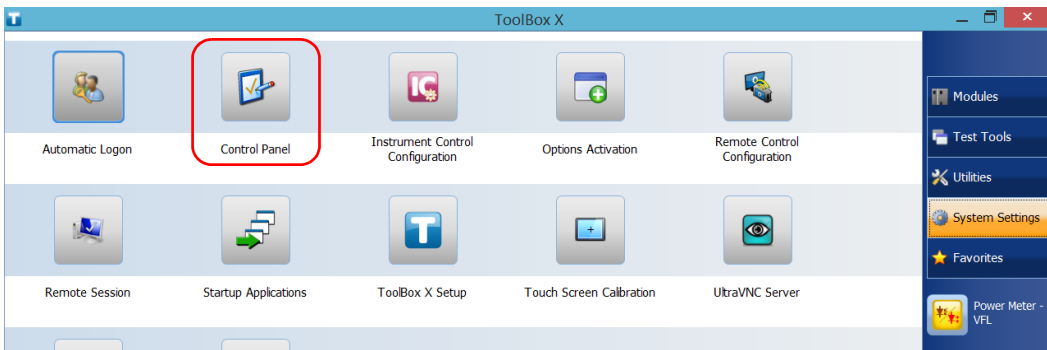 T
ToolBox X
IC
T
Automatic Logon
Control Panel
Instrument Control
Configuration
Options Activation
Remote Control
Configuration
Remote Session
Startup Applications
ToolBox X Setup
Touch Screen Calibration
UltraVNC Server
Modules
Test Tools
Utilities
System Settings
Favorites
Power Meter -
VFL